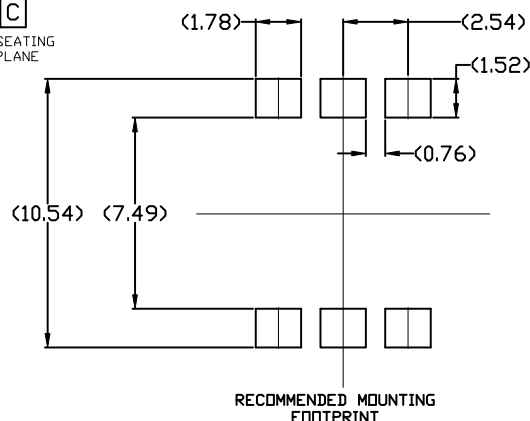 C
SEATING
PLANE
(1.78)
(2.54)
(1.52)
(0.76)
(10.54)
(7.49)
RECOMMENDED MOUNTING
FOOTPRINT